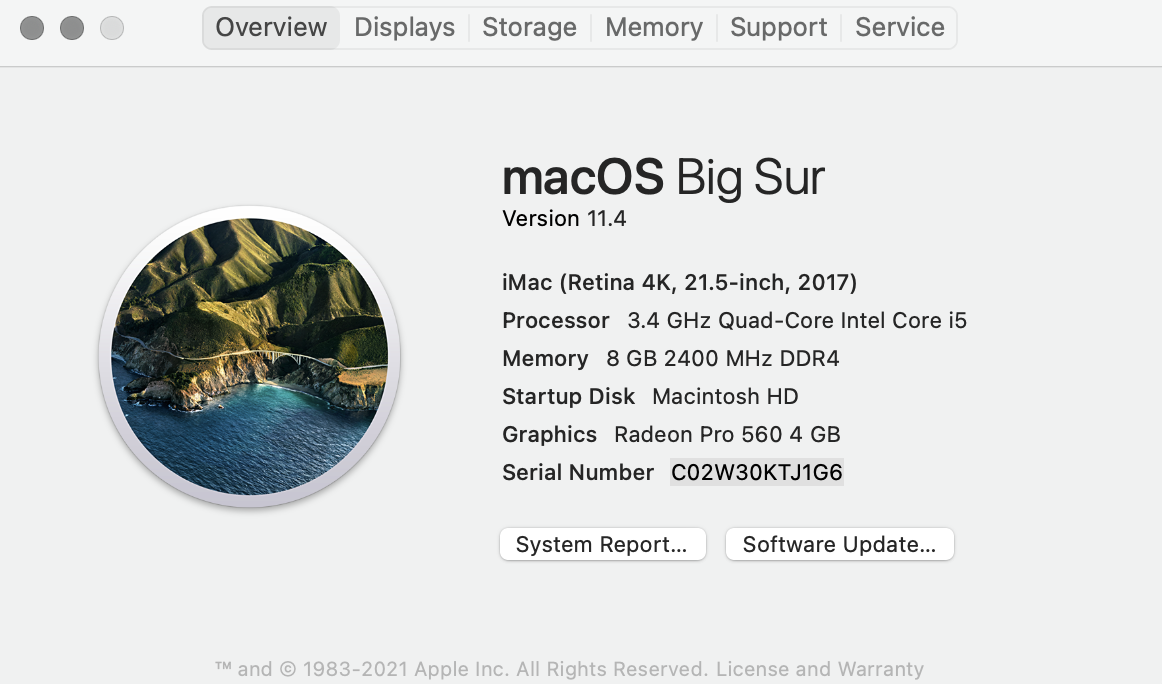 Overview Displays Storage Memory Support Service
macOS Big Sur
Version 11.4
iMac (Retina 4K, 21.5-inch, 2017)
Processor 3.4 GHz Quad-Core Intel Core i5
Memory 8 GB 2400 MHz DDR4
Startup Disk Macintosh HD
Graphics Radeon Pro 560 4 GB
Serial Number C02W30KTJ1G6
System Report... Software Update...
™ and © 1983-2021 Apple Inc. All Rights Reserved. License and Warranty